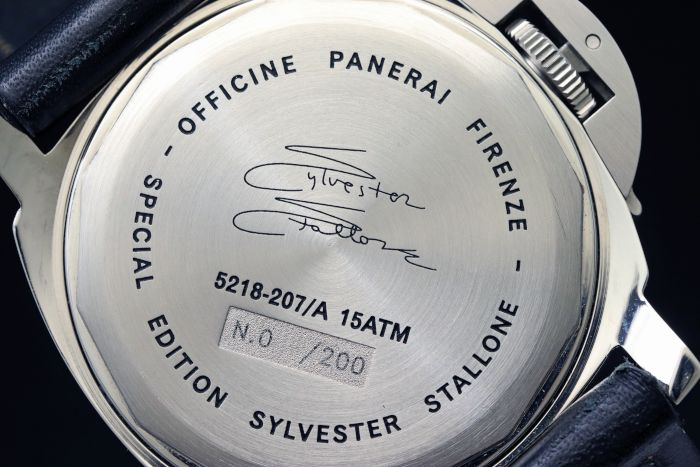 OFFICINE PANERAI FIRENZE -
- SPECIAL EDITION SYLVESTER STALLONE
Sylvester
Stallone
5218-207/A 15ATM
N.0 /200